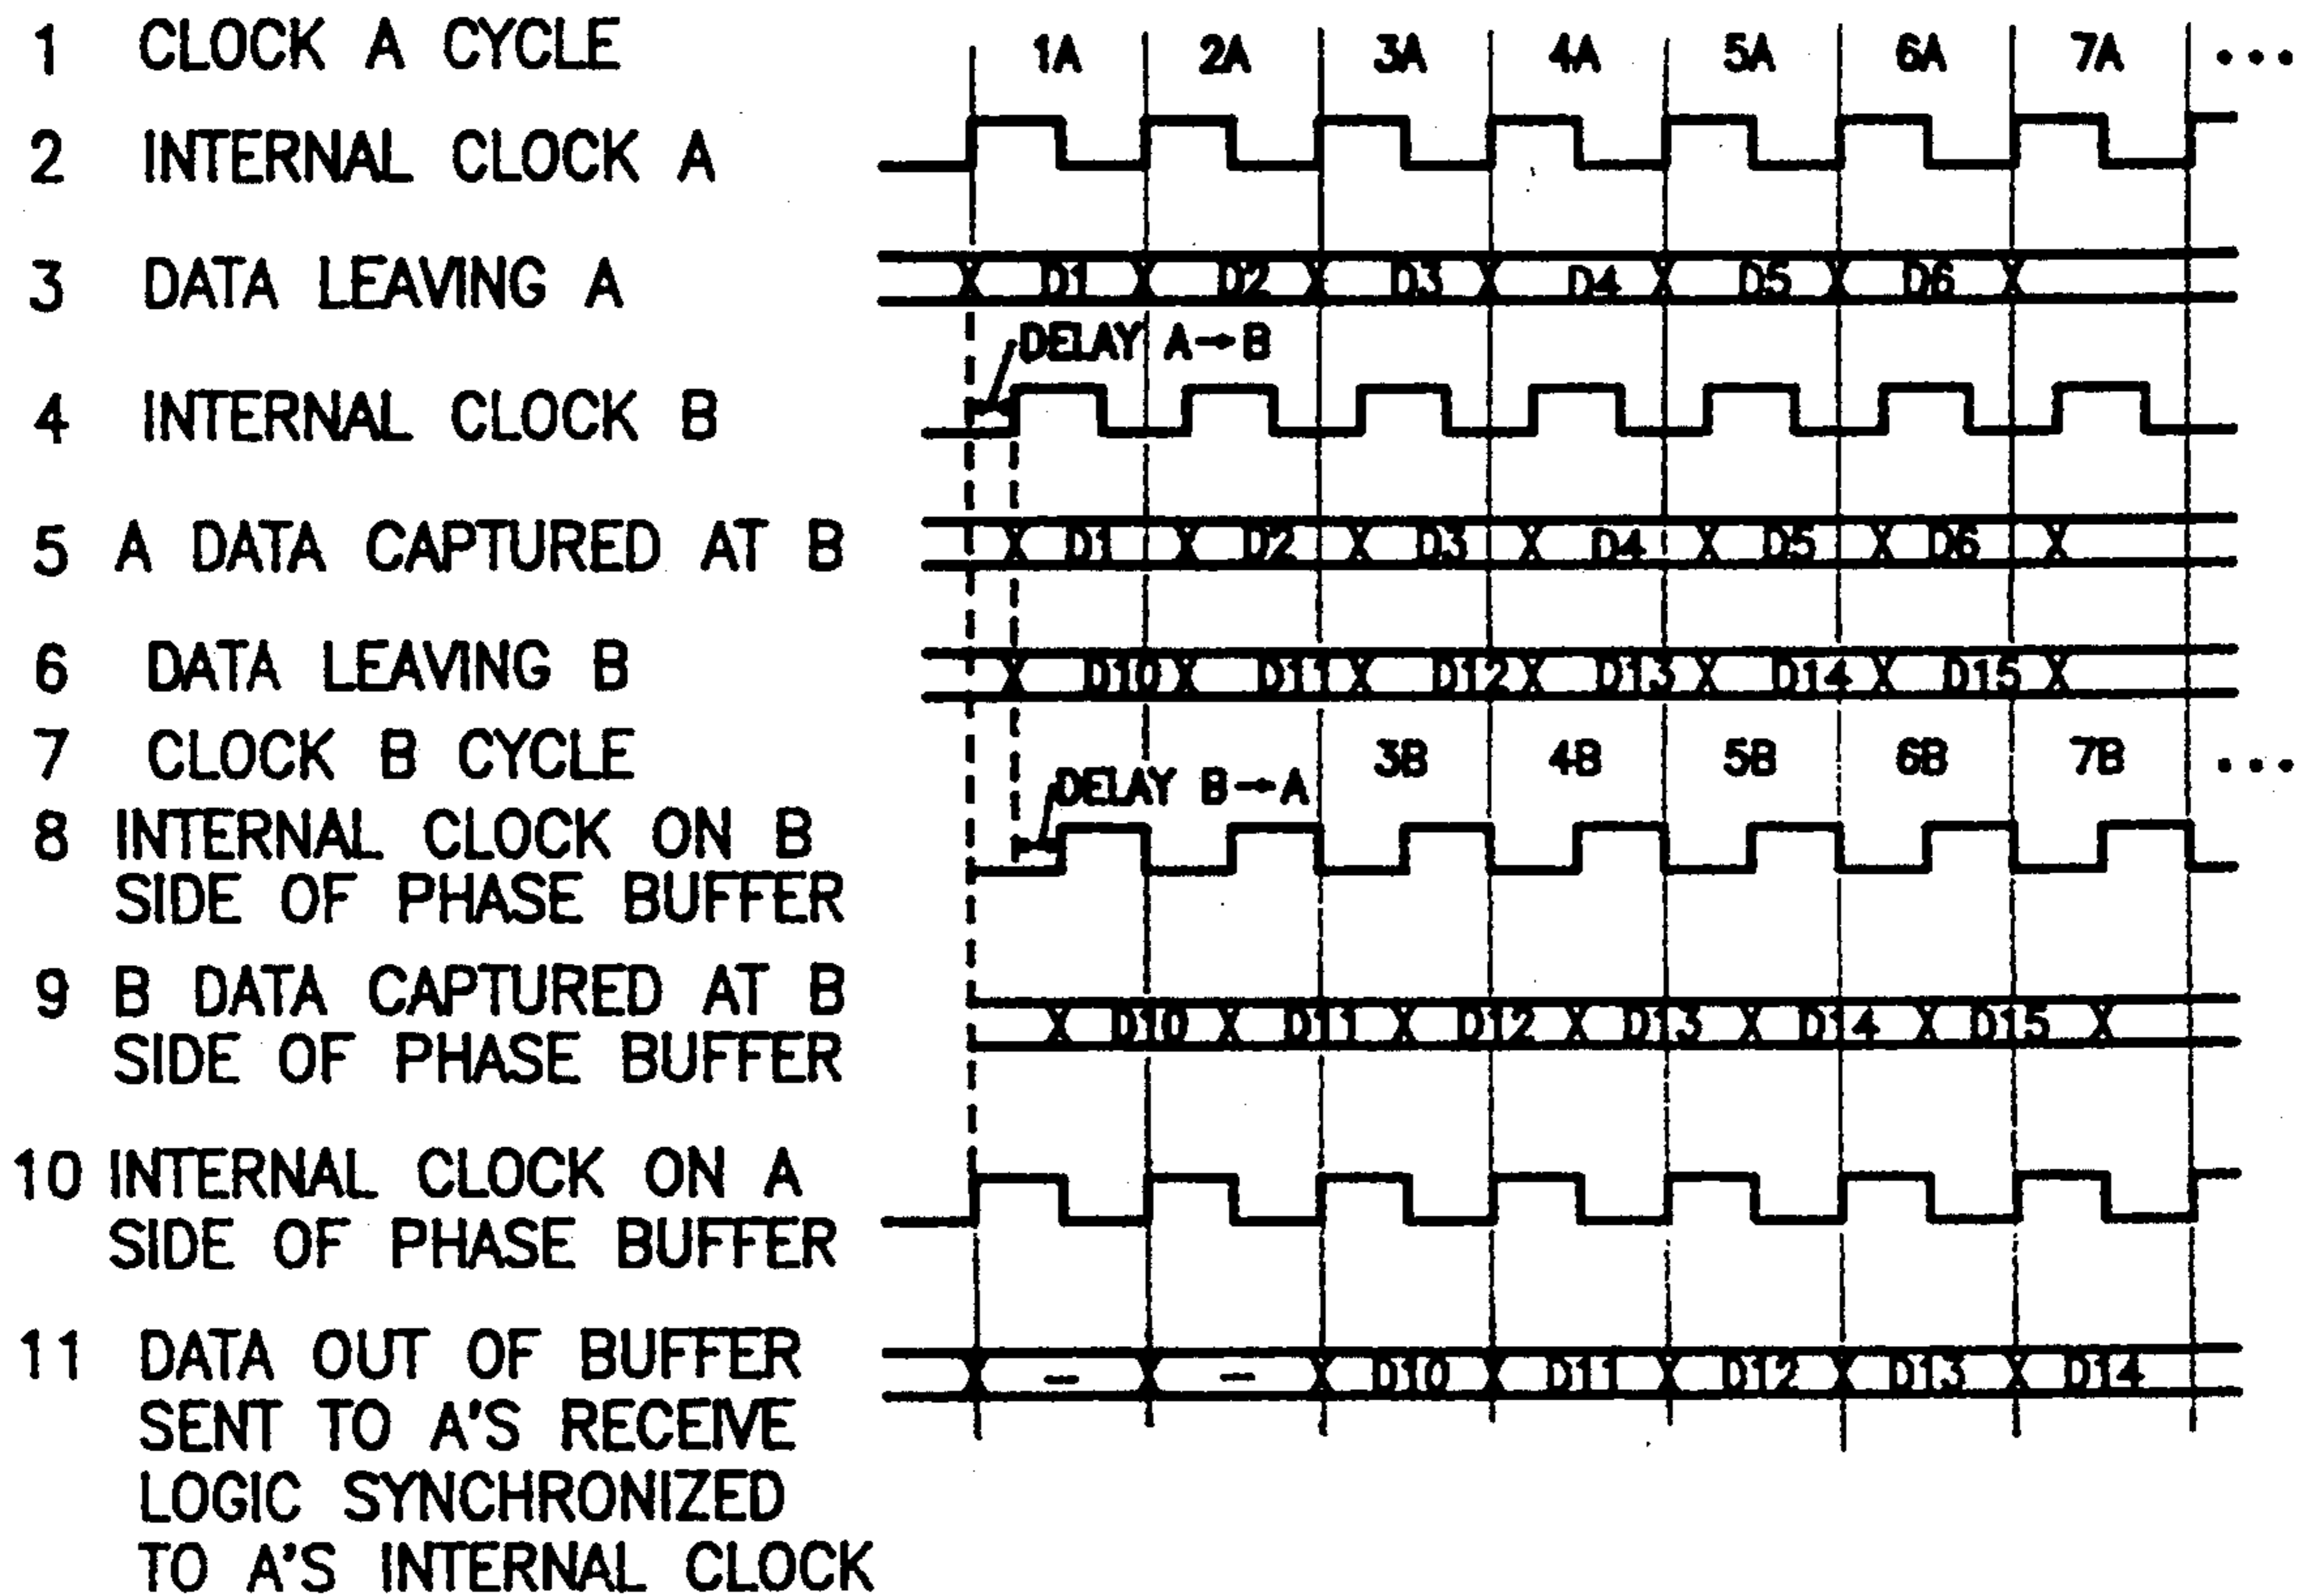 1 CLOCK A CYCLE 1A 2A 3A 4A 5A 6A 7A ...
2 INTERNAL CLOCK A
3 DATA LEAVING A D1 D2 D3 D4 D5 D6
DELAY A→B
4 INTERNAL CLOCK B
5 A DATA CAPTURED AT B D1 D2 D3 D4 D5 D6
6 DATA LEAVING B D10 D11 D12 D13 D14 D15
7 CLOCK B CYCLE 3B 4B 5B 6B 7B ...
DELAY B→A
8 INTERNAL CLOCK ON B
SIDE OF PHASE BUFFER
9 B DATA CAPTURED AT B
SIDE OF PHASE BUFFER D10 D11 D12 D13 D14 D15
10 INTERNAL CLOCK ON A
SIDE OF PHASE BUFFER
11 DATA OUT OF BUFFER – – D10 D11 D12 D13 D14
SENT TO A'S RECEIVE
LOGIC SYNCHRONIZED
TO A'S INTERNAL CLOCK